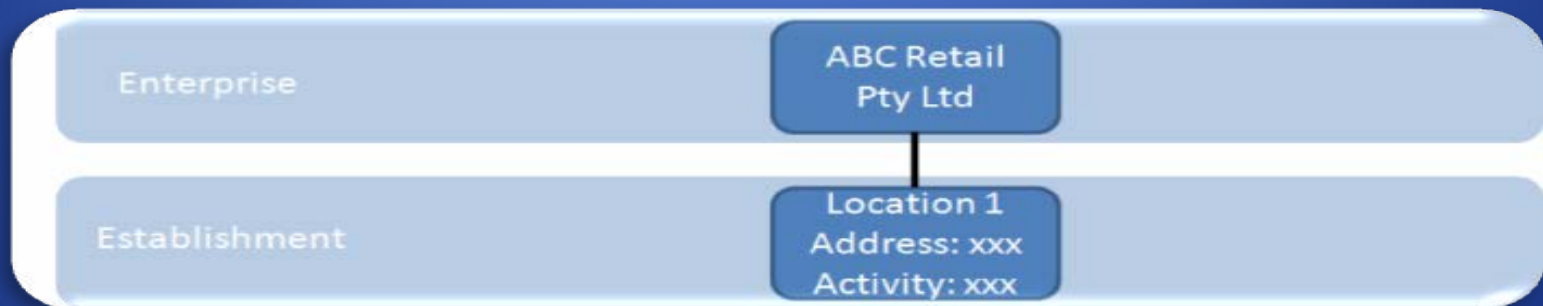 Enterprise
ABC Retail
Pty Ltd
Establishment
Location 1
Address: xxx
Activity: xxx